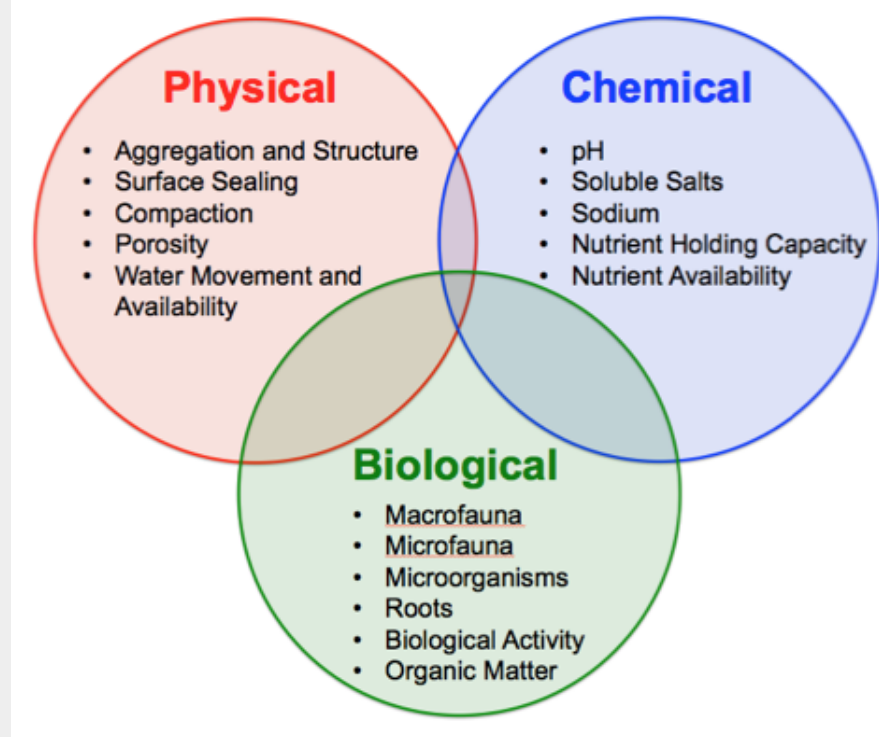 Physical
• Aggregation and Structure
• Surface Sealing
• Compaction
• Porosity
• Water Movement and
Availability
Chemical
• pH
• Soluble Salts
• Sodium
• Nutrient Holding Capacity
• Nutrient Availability
Biological
• Macrofauna
• Microfauna
• Microorganisms
• Roots
• Biological Activity
• Organic Matter